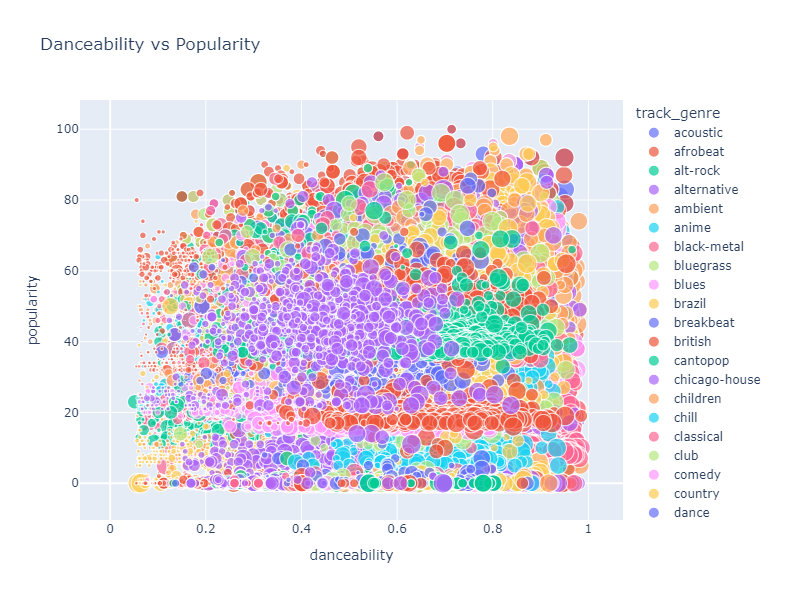 Danceability vs Popularity
track_genre
acoustic
afrobeat
alt-rock
alternative
ambient
anime
black-metal
bluegrass
blues
brazil
breakbeat
british
cantopop
chicago-house
children
chill
classical
club
comedy
country
dance
100
80
60
40
20
0
popularity
0
0.2
0.4
0.6
0.8
1
danceability